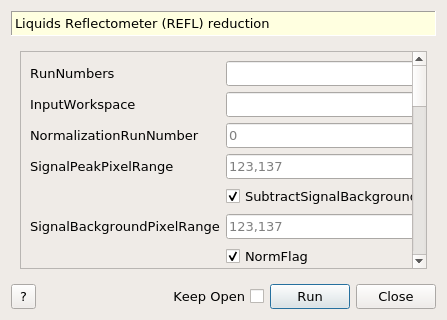 Liquids Reflectometer (REFL) reduction
RunNumbers
InputWorkspace
NormalizationRunNumber 0
SignalPeakPixelRange 123,137
SubtractSignalBackground
SignalBackgroundPixelRange 123,137
NormFlag
? Keep Open Run Close